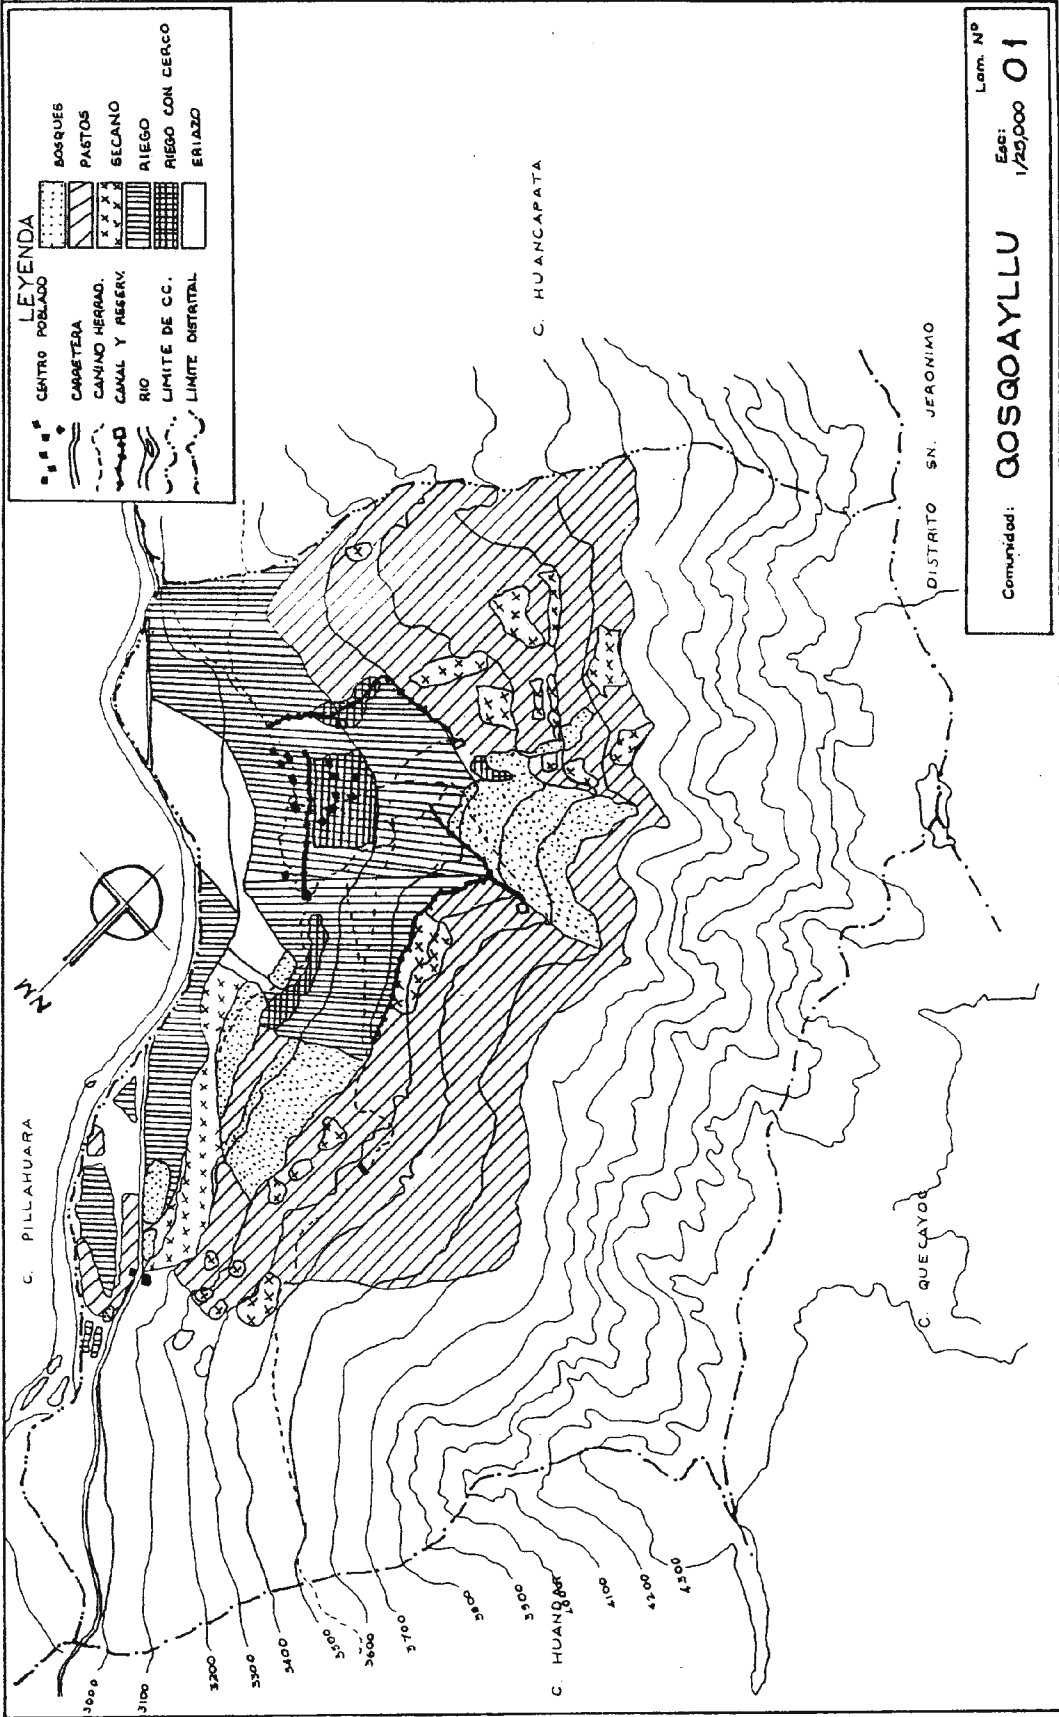 LEYENDA
CENTRO POBLADO
CARRETERA
CAMINO HERRAD.
CANAL Y RESERV.
RIO
LIMITE DE CC.
LIMITE DISTRITAL
BOSQUES
PASTOS
SECANO
RIEGO
RIEGO CON CERCO
ERIAZO
NM
C. PILLAHUARA
C. HUANCAPATA
DISTRITO SN. JERONIMO
C. QUECAYOC
C. HUANDAR
3000
3100
3200
3300
3400
3500
3600
3700
3800
3900
4000
4100
4200
4300
Comunidad: QOSQOAYLLU
Esc: 1/25,000
Lam. Nº 01